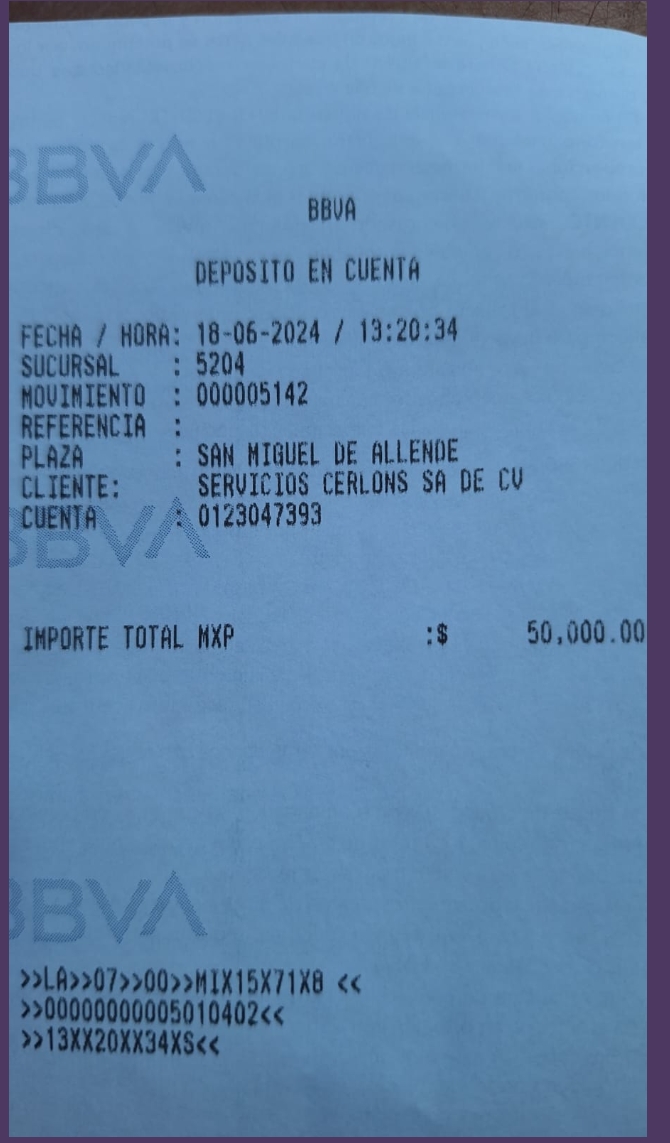 BBVA
BBVA
DEPOSITO EN CUENTA
FECHA / HORA: 18-06-2024 / 13:20:34
SUCURSAL : 5204
MOVIMIENTO : 000005142
REFERENCIA :
PLAZA : SAN MIGUEL DE ALLENDE
CLIENTE: SERVICIOS CERLONS SA DE CV
CUENTA : 0123047393
BBVA
IMPORTE TOTAL MXP :$ 50,000.00
BBVA
>>LA>>07>>00>>MIX15X71X8 <<
>>00000000005010402<<
>>13XX20XX34XS<<